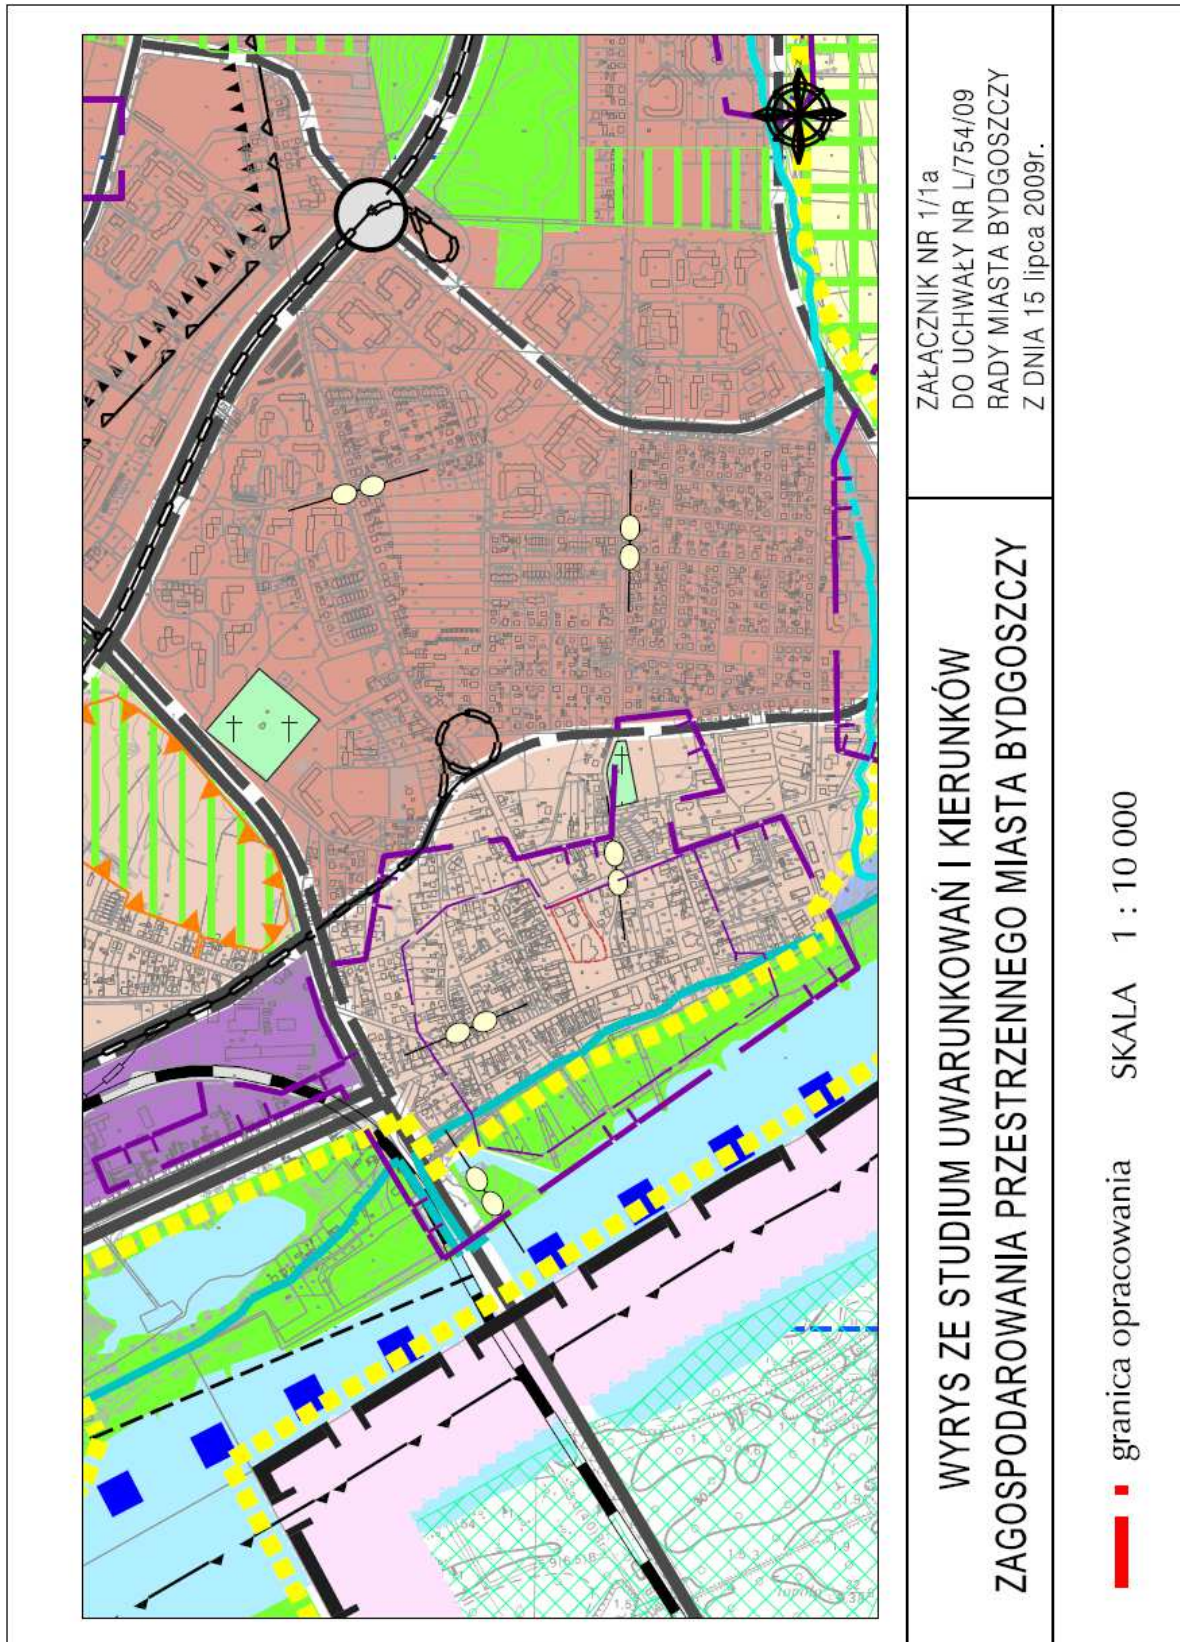 ZAŁĄCZNIK NR 1/1a
DO UCHWAŁY NR L/754/09
RADY MIASTA BYDGOSZCZY
Z DNIA 15 lipca 2009r.
WYRYS ZE STUDIUM UWARUNKOWAŃ I KIERUNKÓW
ZAGOSPODAROWANIA PRZESTRZENNEGO MIASTA BYDGOSZCZY
granica opracowania SKALA 1 : 10 000